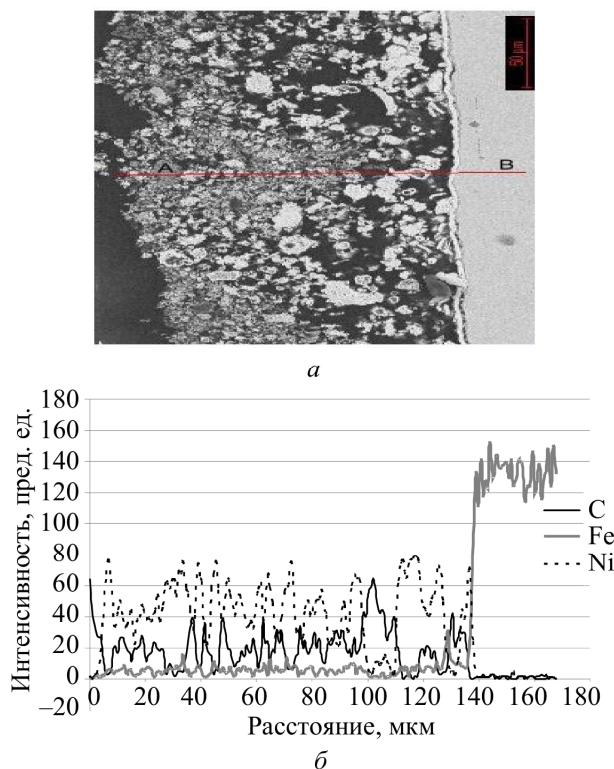 50 µm
A
B
а
180
160
140
120
100
80
60
40
20
0
–20
Интенсивность, пред. ед.
C
Fe
Ni
0 20 40 60 80 100 120 140 160 180
Расстояние, мкм
б